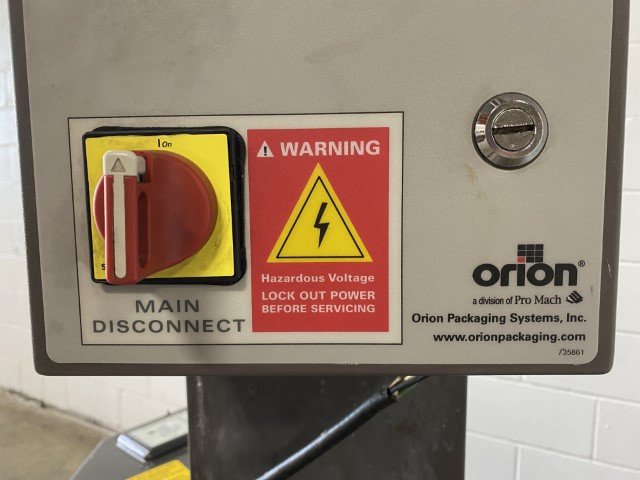 I On
WARNING
Hazardous Voltage
LOCK OUT POWER
BEFORE SERVICING
MAIN
DISCONNECT
orion®
a division of Pro Mach
Orion Packaging Systems, Inc.
www.orionpackaging.com
735861